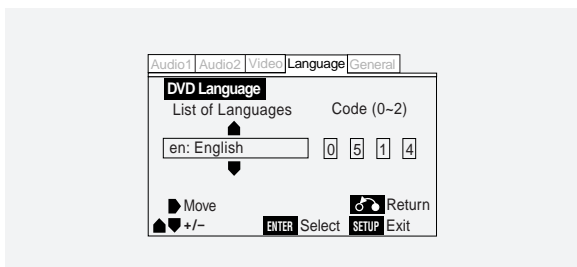 Audio1 Audio2 Video Language General
DVD Language
List of Languages Code (0~2)
en: English 0 5 1 4
Move Return
+/− ENTER Select SETUP Exit